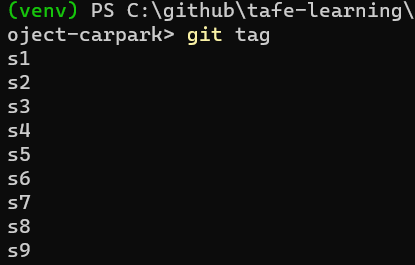 (venv) PS C:\github\tafe-learning\
oject-carpark> git tag
s1
s2
s3
s4
s5
s6
s7
s8
s9